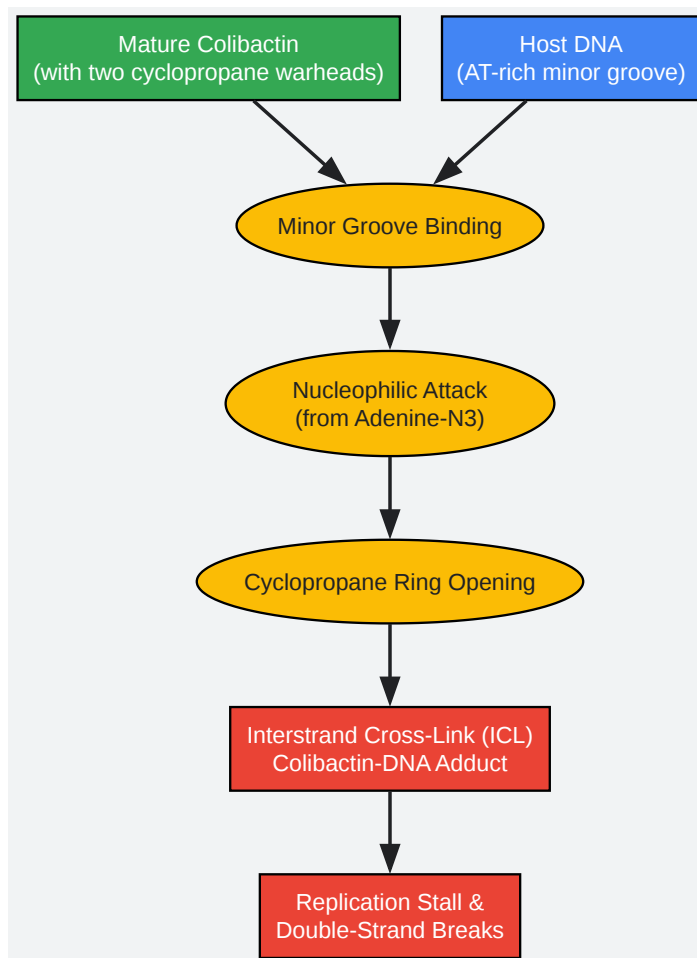 Mature Colibactin
(with two cyclopropane warheads)
Host DNA
(AT-rich minor groove)
Minor Groove Binding
Nucleophilic Attack
(from Adenine-N3)
Cyclopropane Ring Opening
Interstrand Cross-Link (ICL)
Colibactin-DNA Adduct
Replication Stall &
Double-Strand Breaks